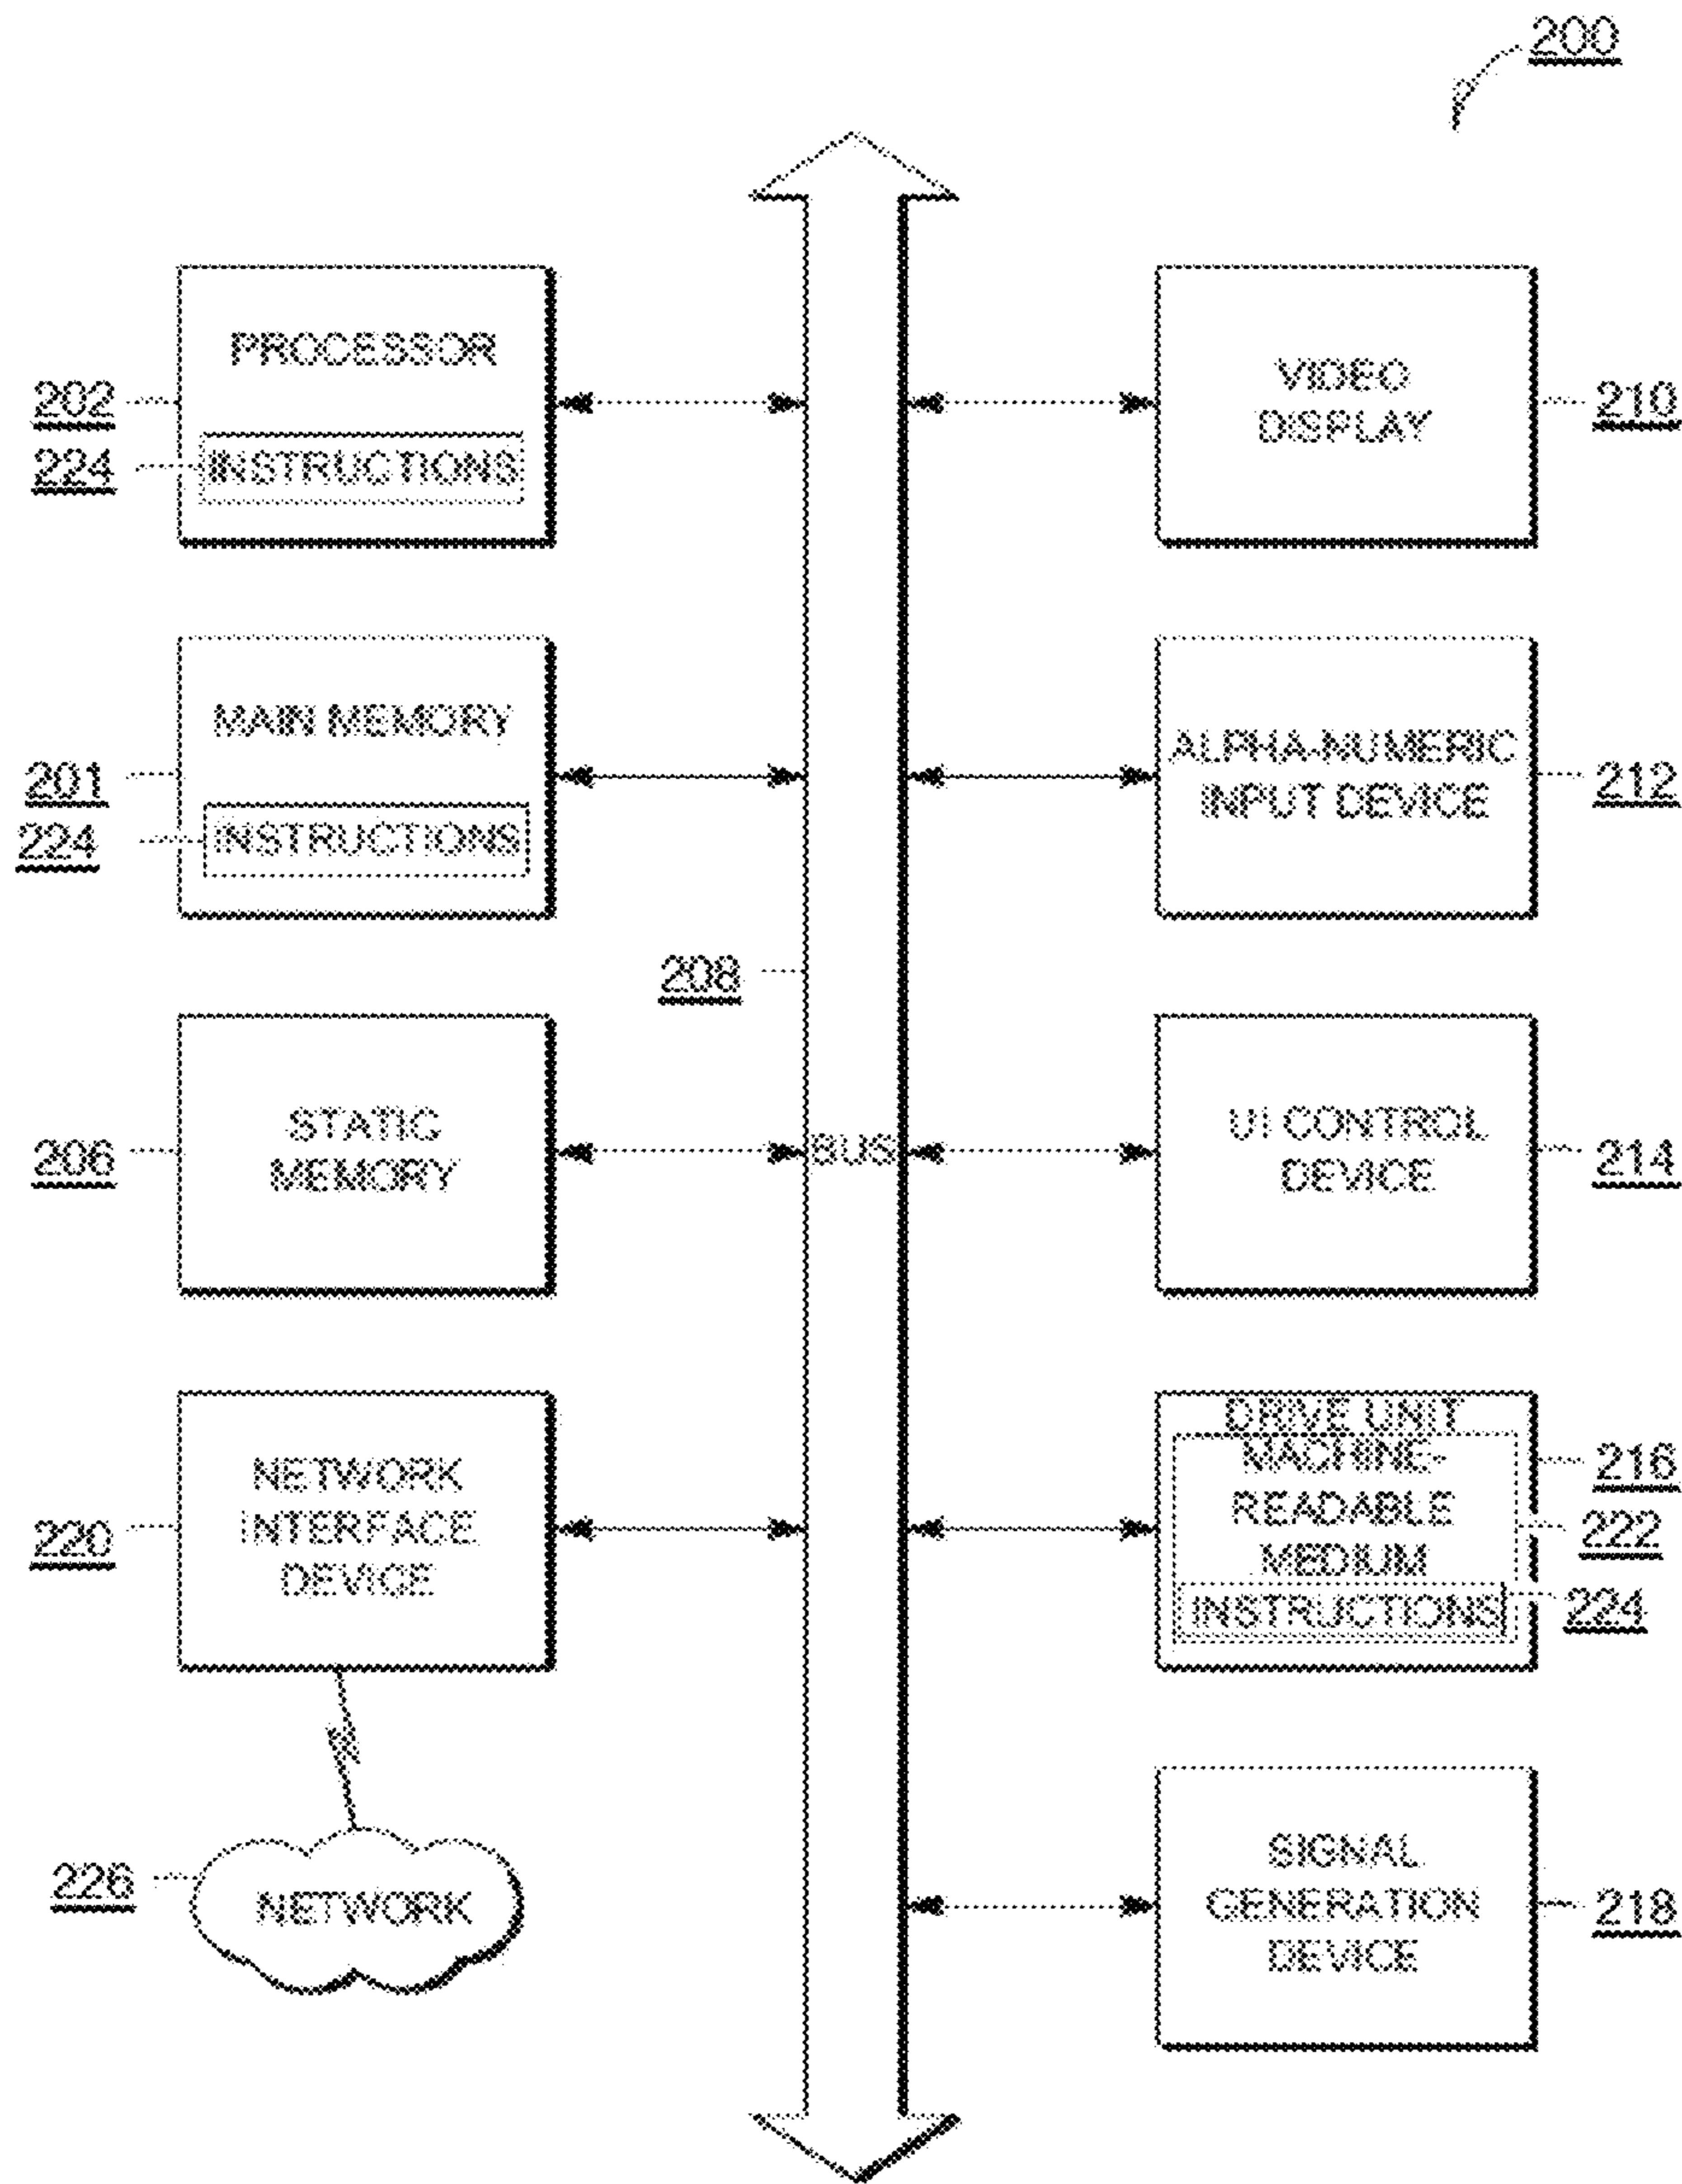 200
PROCESSOR
202
224
INSTRUCTIONS
VIDEO
DISPLAY
210
MAIN MEMORY
201
224
INSTRUCTIONS
ALPHA-NUMERIC
INPUT DEVICE
212
208
STATIC
MEMORY
206
BUS
UI CONTROL
DEVICE
214
NETWORK
INTERFACE
DEVICE
220
DRIVE UNIT
MACHINE-
READABLE
MEDIUM
INSTRUCTIONS
216
222
224
226
NETWORK
SIGNAL
GENERATION
DEVICE
218